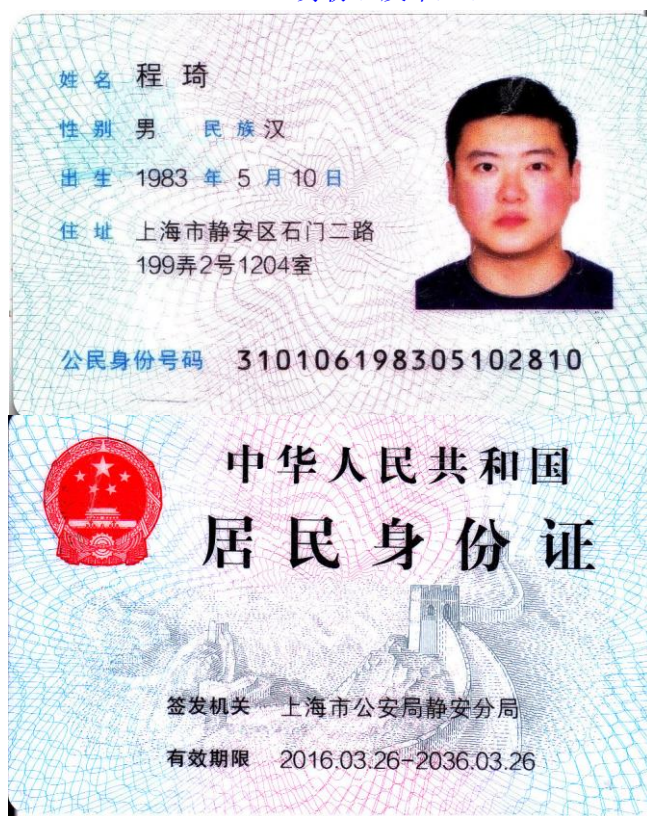 姓名 程琦
性别 男 民族 汉
出生 1983 年 5 月 10 日
住址 上海市静安区石门二路
199弄2号1204室
公民身份号码 310106198305102810
中华人民共和国
居民身份证
签发机关 上海市公安局静安分局
有效期限 2016.03.26-2036.03.26